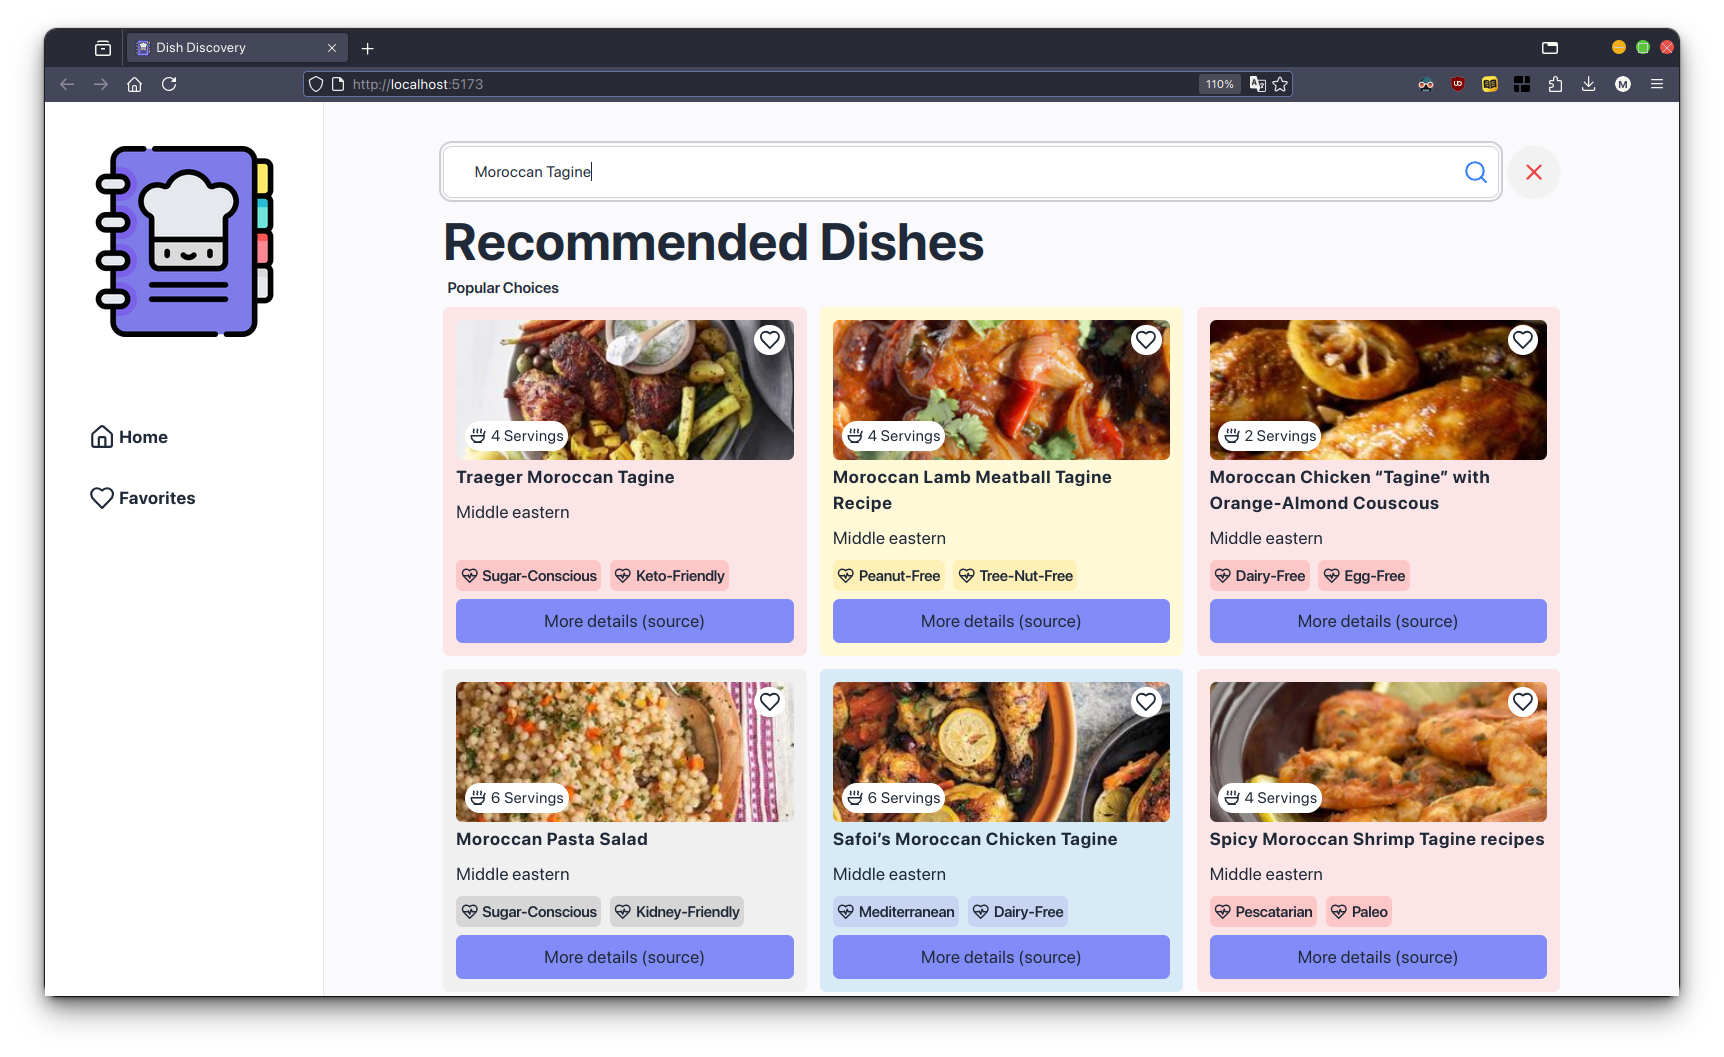 Dish Discovery
http://localhost:5173
110%
M
Moroccan Tagine
Home
Favorites
Recommended Dishes
Popular Choices
4 Servings
Traeger Moroccan Tagine
Middle eastern
Sugar-Conscious Keto-Friendly
More details (source)
4 Servings
Moroccan Lamb Meatball Tagine
Recipe
Middle eastern
Peanut-Free Tree-Nut-Free
More details (source)
2 Servings
Moroccan Chicken “Tagine” with
Orange-Almond Couscous
Middle eastern
Dairy-Free Egg-Free
More details (source)
6 Servings
Moroccan Pasta Salad
Middle eastern
Sugar-Conscious Kidney-Friendly
More details (source)
6 Servings
Safoi’s Moroccan Chicken Tagine
Middle eastern
Mediterranean Dairy-Free
More details (source)
4 Servings
Spicy Moroccan Shrimp Tagine recipes
Middle eastern
Pescatarian Paleo
More details (source)